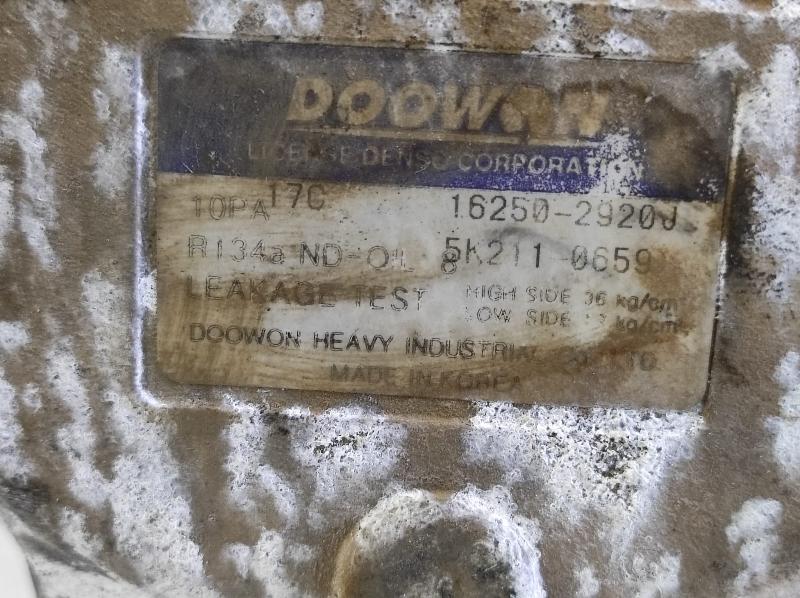 DOOWON
LICENSE DENSO CORPORATION
10PA17C 16250-2920J
R134a ND-OIL 8 5K211-0659
LEAKAGE TEST HIGH SIDE 36 kg/cm
LOW SIDE kg/cm
DOOWON HEAVY INDUSTRIAL CO., LTD
MADE IN KOREA